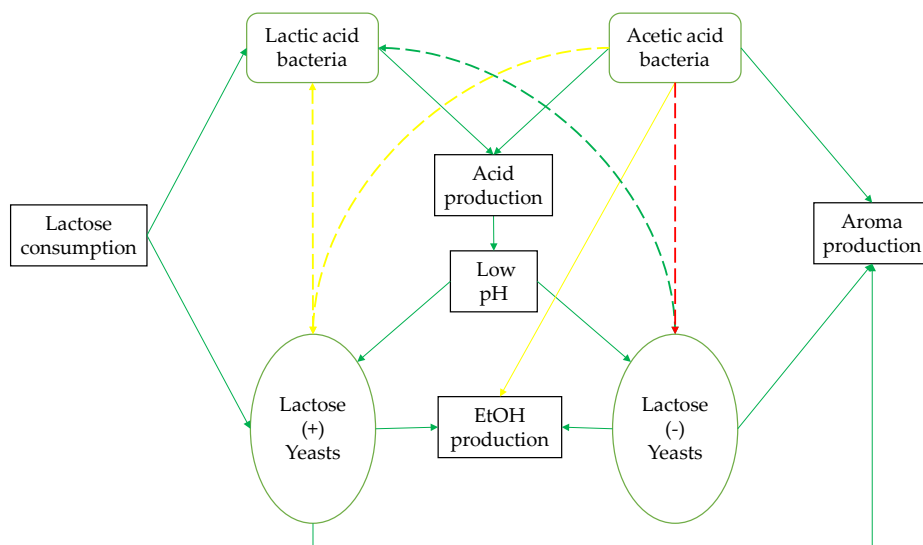 Lactic acid
bacteria
Acetic acid
bacteria
Acid
production
Lactose
consumption
Aroma
production
Low
pH
Lactose
(+)
Yeasts
EtOH
production
Lactose
(-)
Yeasts